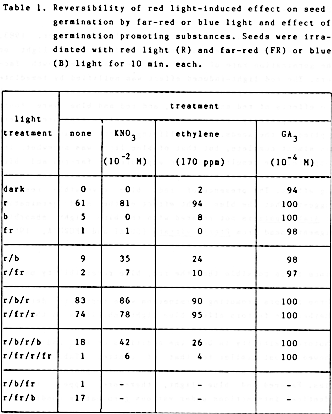 Table 1. Reversibility of red light-induced effect on seed
germination by far-red or blue light and effect of
germination promoting substances. Seeds were irra-
diated with red light (R) and far-red (FR) or blue
(B) light for 10 min. each.
treatment
light
treatment none KNO3 ethylene GA3
(10-2 M) (170 ppm) (10-4 M)
dark 0 0 2 94
r 61 81 94 100
b 5 0 8 100
fr 1 1 0 98
r/b 9 35 24 98
r/fr 2 7 10 97
r/b/r 83 86 90 100
r/fr/r 74 78 95 100
r/b/r/b 18 42 26 100
r/fr/r/fr 1 6 4 100
r/b/fr 1 - - -
r/fr/b 17 - - -